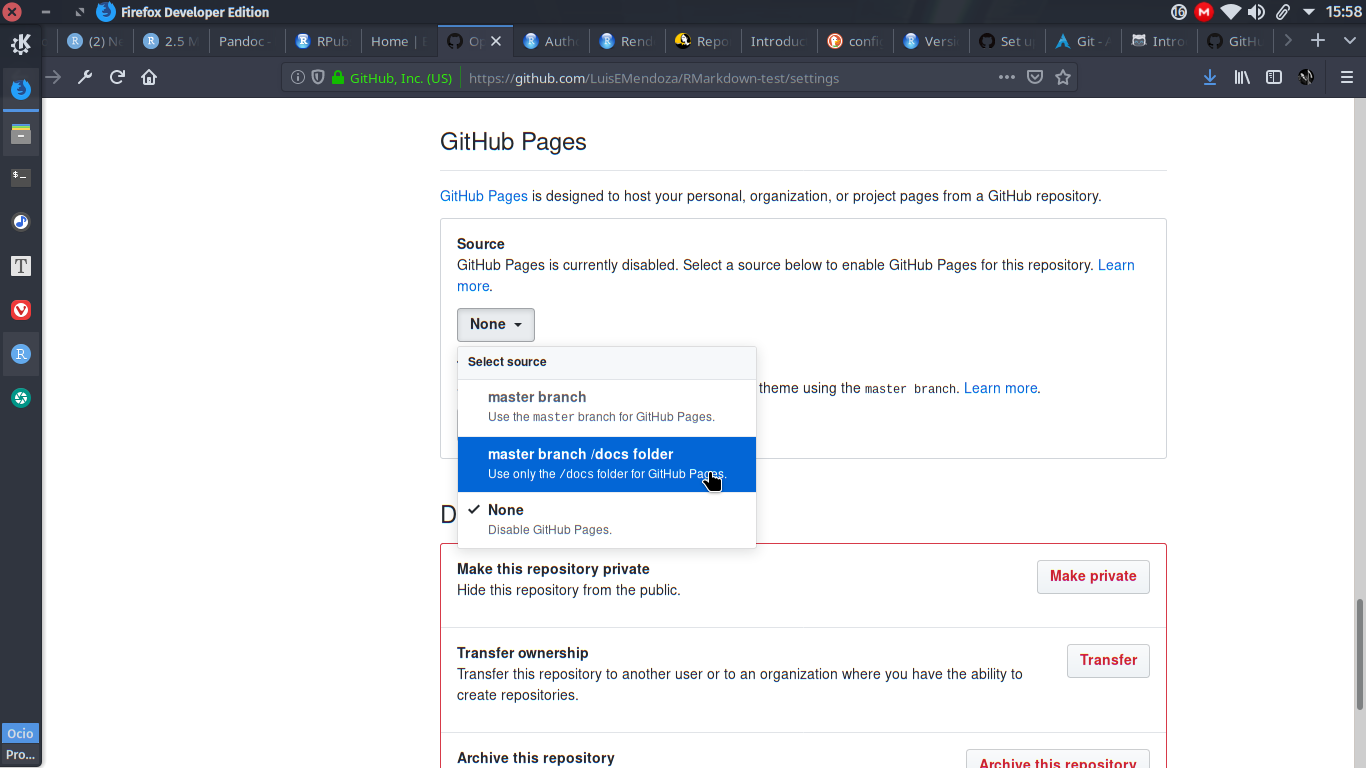 Firefox Developer Edition
16
M
15:58
(2) Ne
2.5 M
Pandoc -
RPub
Home |
Op
Auth
Rend
Repo
Introduc
config
Versi
Set u
Git - A
Intro
GitHu
GitHub, Inc. (US)
https://github.com/LuisEMendoza/RMarkdown-test/settings
GitHub Pages
GitHub Pages is designed to host your personal, organization, or project pages from a GitHub repository.
Source
GitHub Pages is currently disabled. Select a source below to enable GitHub Pages for this repository. Learn
more.
None
Select source
master branch
Use the master branch for GitHub Pages.
theme using the master branch. Learn more.
master branch /docs folder
Use only the /docs folder for GitHub Pages.
None
Disable GitHub Pages.
D
Make this repository private
Hide this repository from the public.
Make private
Transfer ownership
Transfer this repository to another user or to an organization where you have the ability to
create repositories.
Transfer
Archive this repository
Archive this repository
Ocio
Pro...